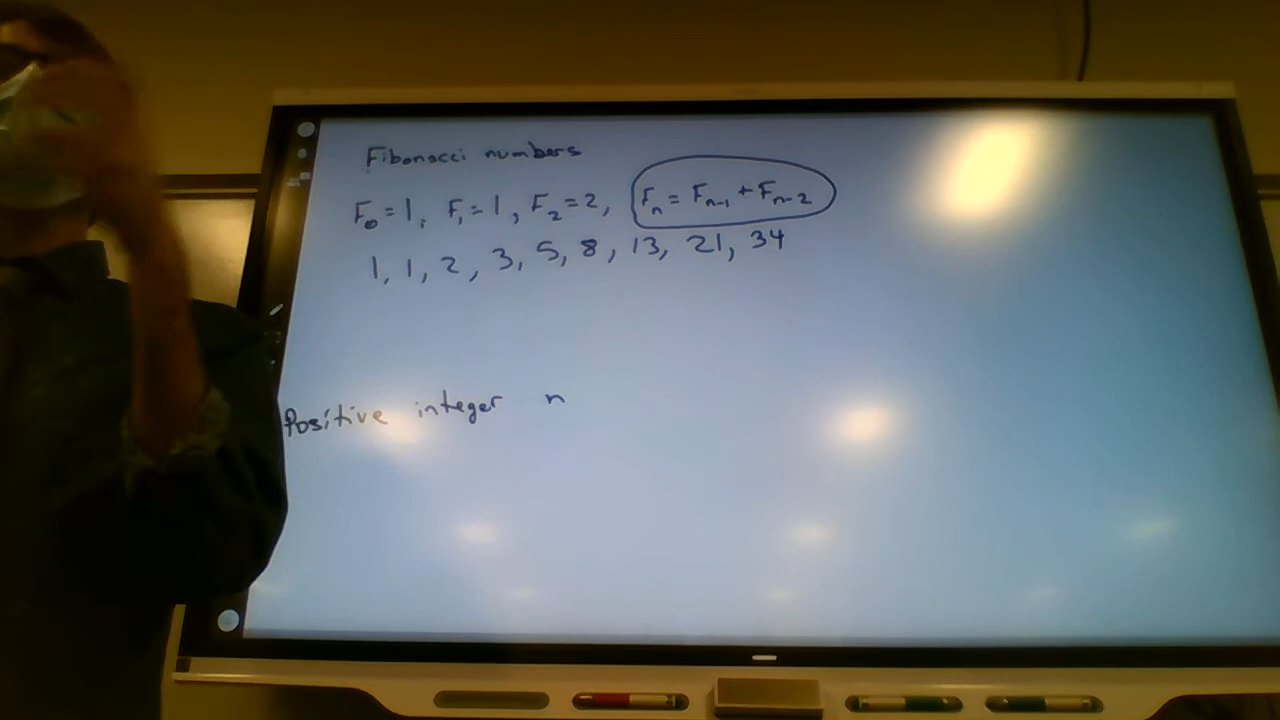 Fibonacci numbers
F₀=1, F₁=1, F₂=2, Fₙ=Fₙ₋₁+Fₙ₋₂
1, 1, 2, 3, 5, 8, 13, 21, 34
Positive integer n